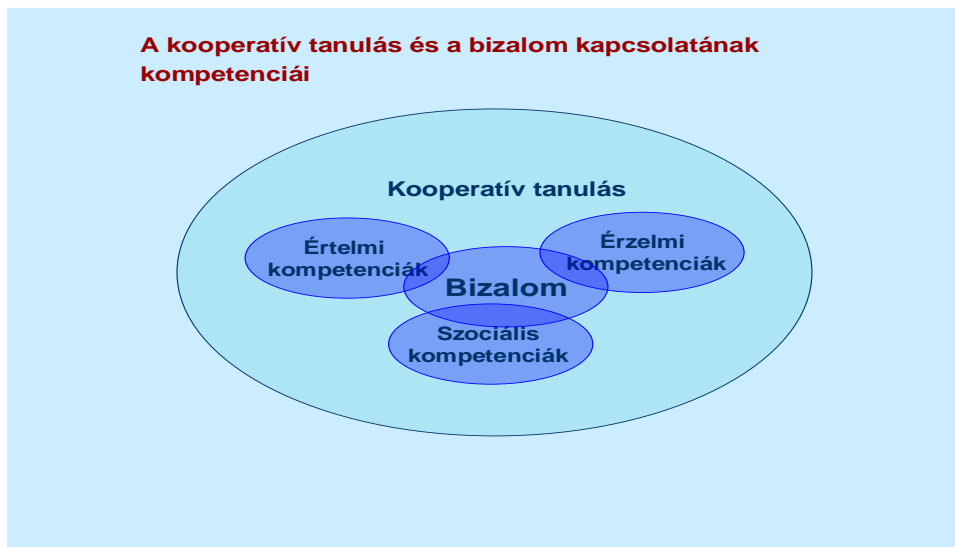 A kooperatív tanulás és a bizalom kapcsolatának
kompetenciái
Kooperatív tanulás
Értelmi
kompetenciák
Érzelmi
kompetenciák
Bizalom
Szociális
kompetenciák